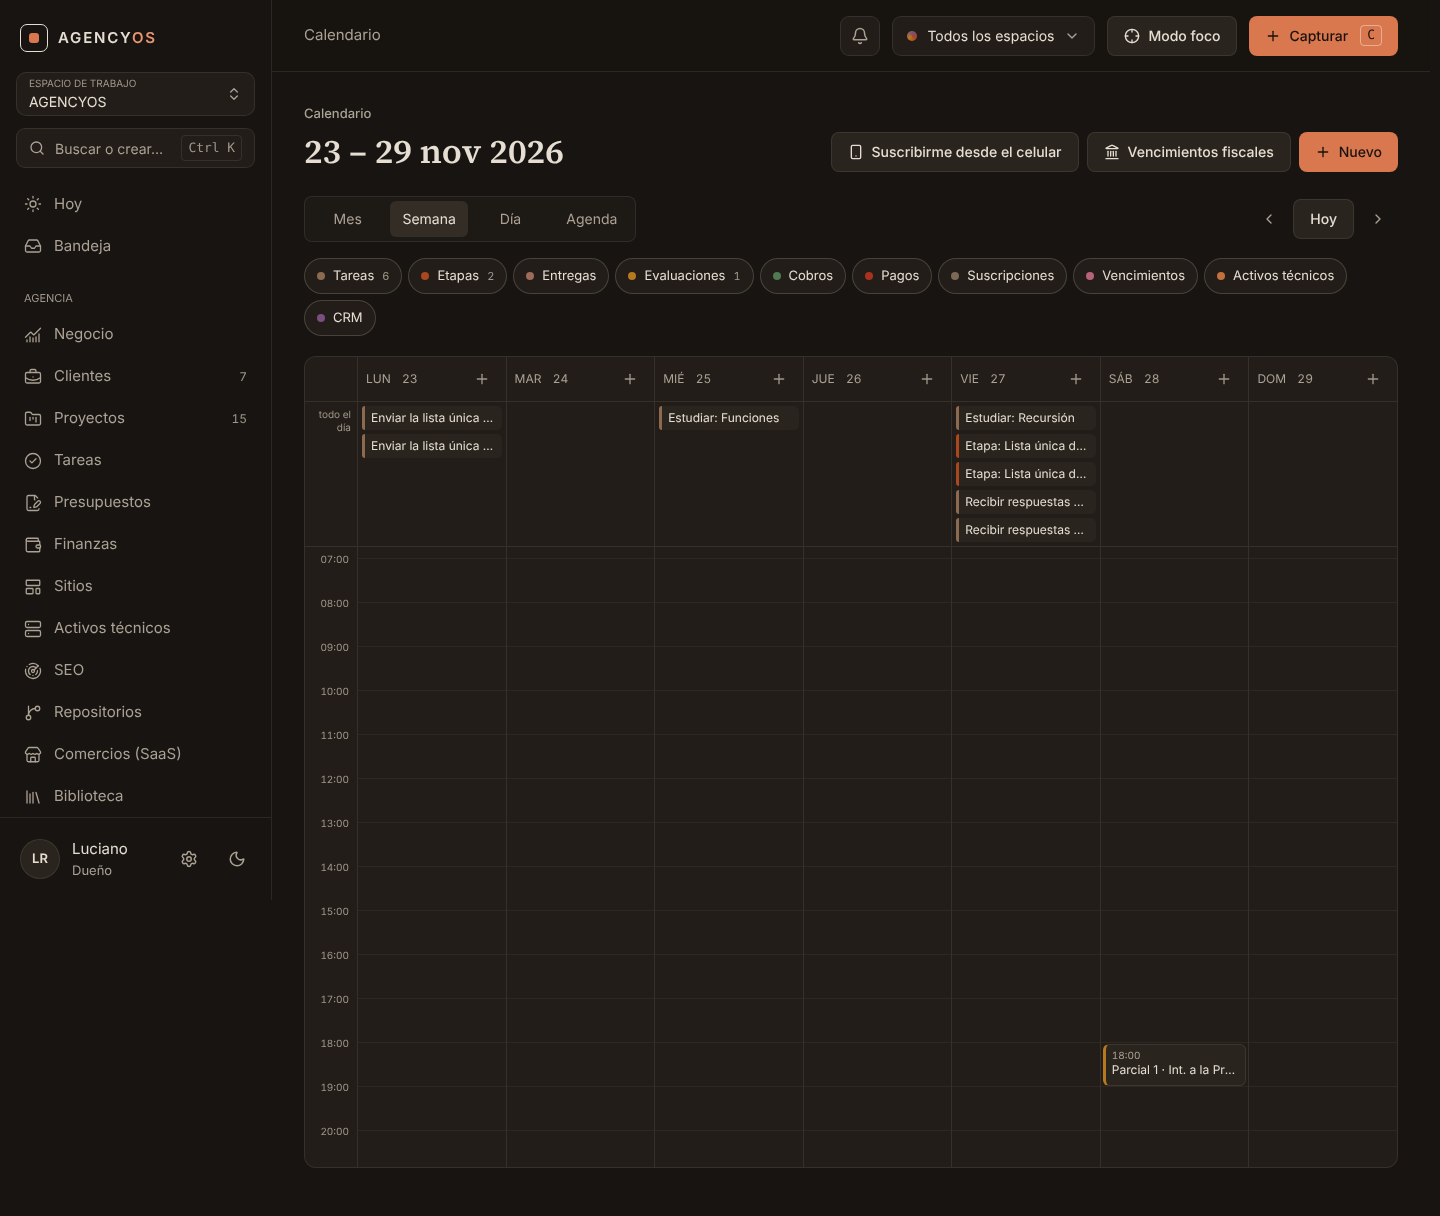 AGENCYOS
ESPACIO DE TRABAJO
AGENCYOS
Buscar o crear... Ctrl K
Hoy
Bandeja
AGENCIA
Negocio
Clientes 7
Proyectos 15
Tareas
Presupuestos
Finanzas
Sitios
Activos técnicos
SEO
Repositorios
Comercios (SaaS)
Biblioteca
LR Luciano
Dueño
Calendario
Todos los espacios
Modo foco
Capturar C
Calendario
23 – 29 nov 2026
Suscribirme desde el celular
Vencimientos fiscales
Nuevo
Mes Semana Día Agenda
Hoy
Tareas 6 Etapas 2 Entregas Evaluaciones 1 Cobros Pagos Suscripciones Vencimientos Activos técnicos
CRM
LUN 23 MAR 24 MIÉ 25 JUE 26 VIE 27 SÁB 28 DOM 29
todo el día
Enviar la lista única ...
Enviar la lista única ...
Estudiar: Funciones
Estudiar: Recursión
Etapa: Lista única d...
Etapa: Lista única d...
Recibir respuestas ...
Recibir respuestas ...
07:00
08:00
09:00
10:00
11:00
12:00
13:00
14:00
15:00
16:00
17:00
18:00
18:00
Parcial 1 · Int. a la Pr...
19:00
20:00